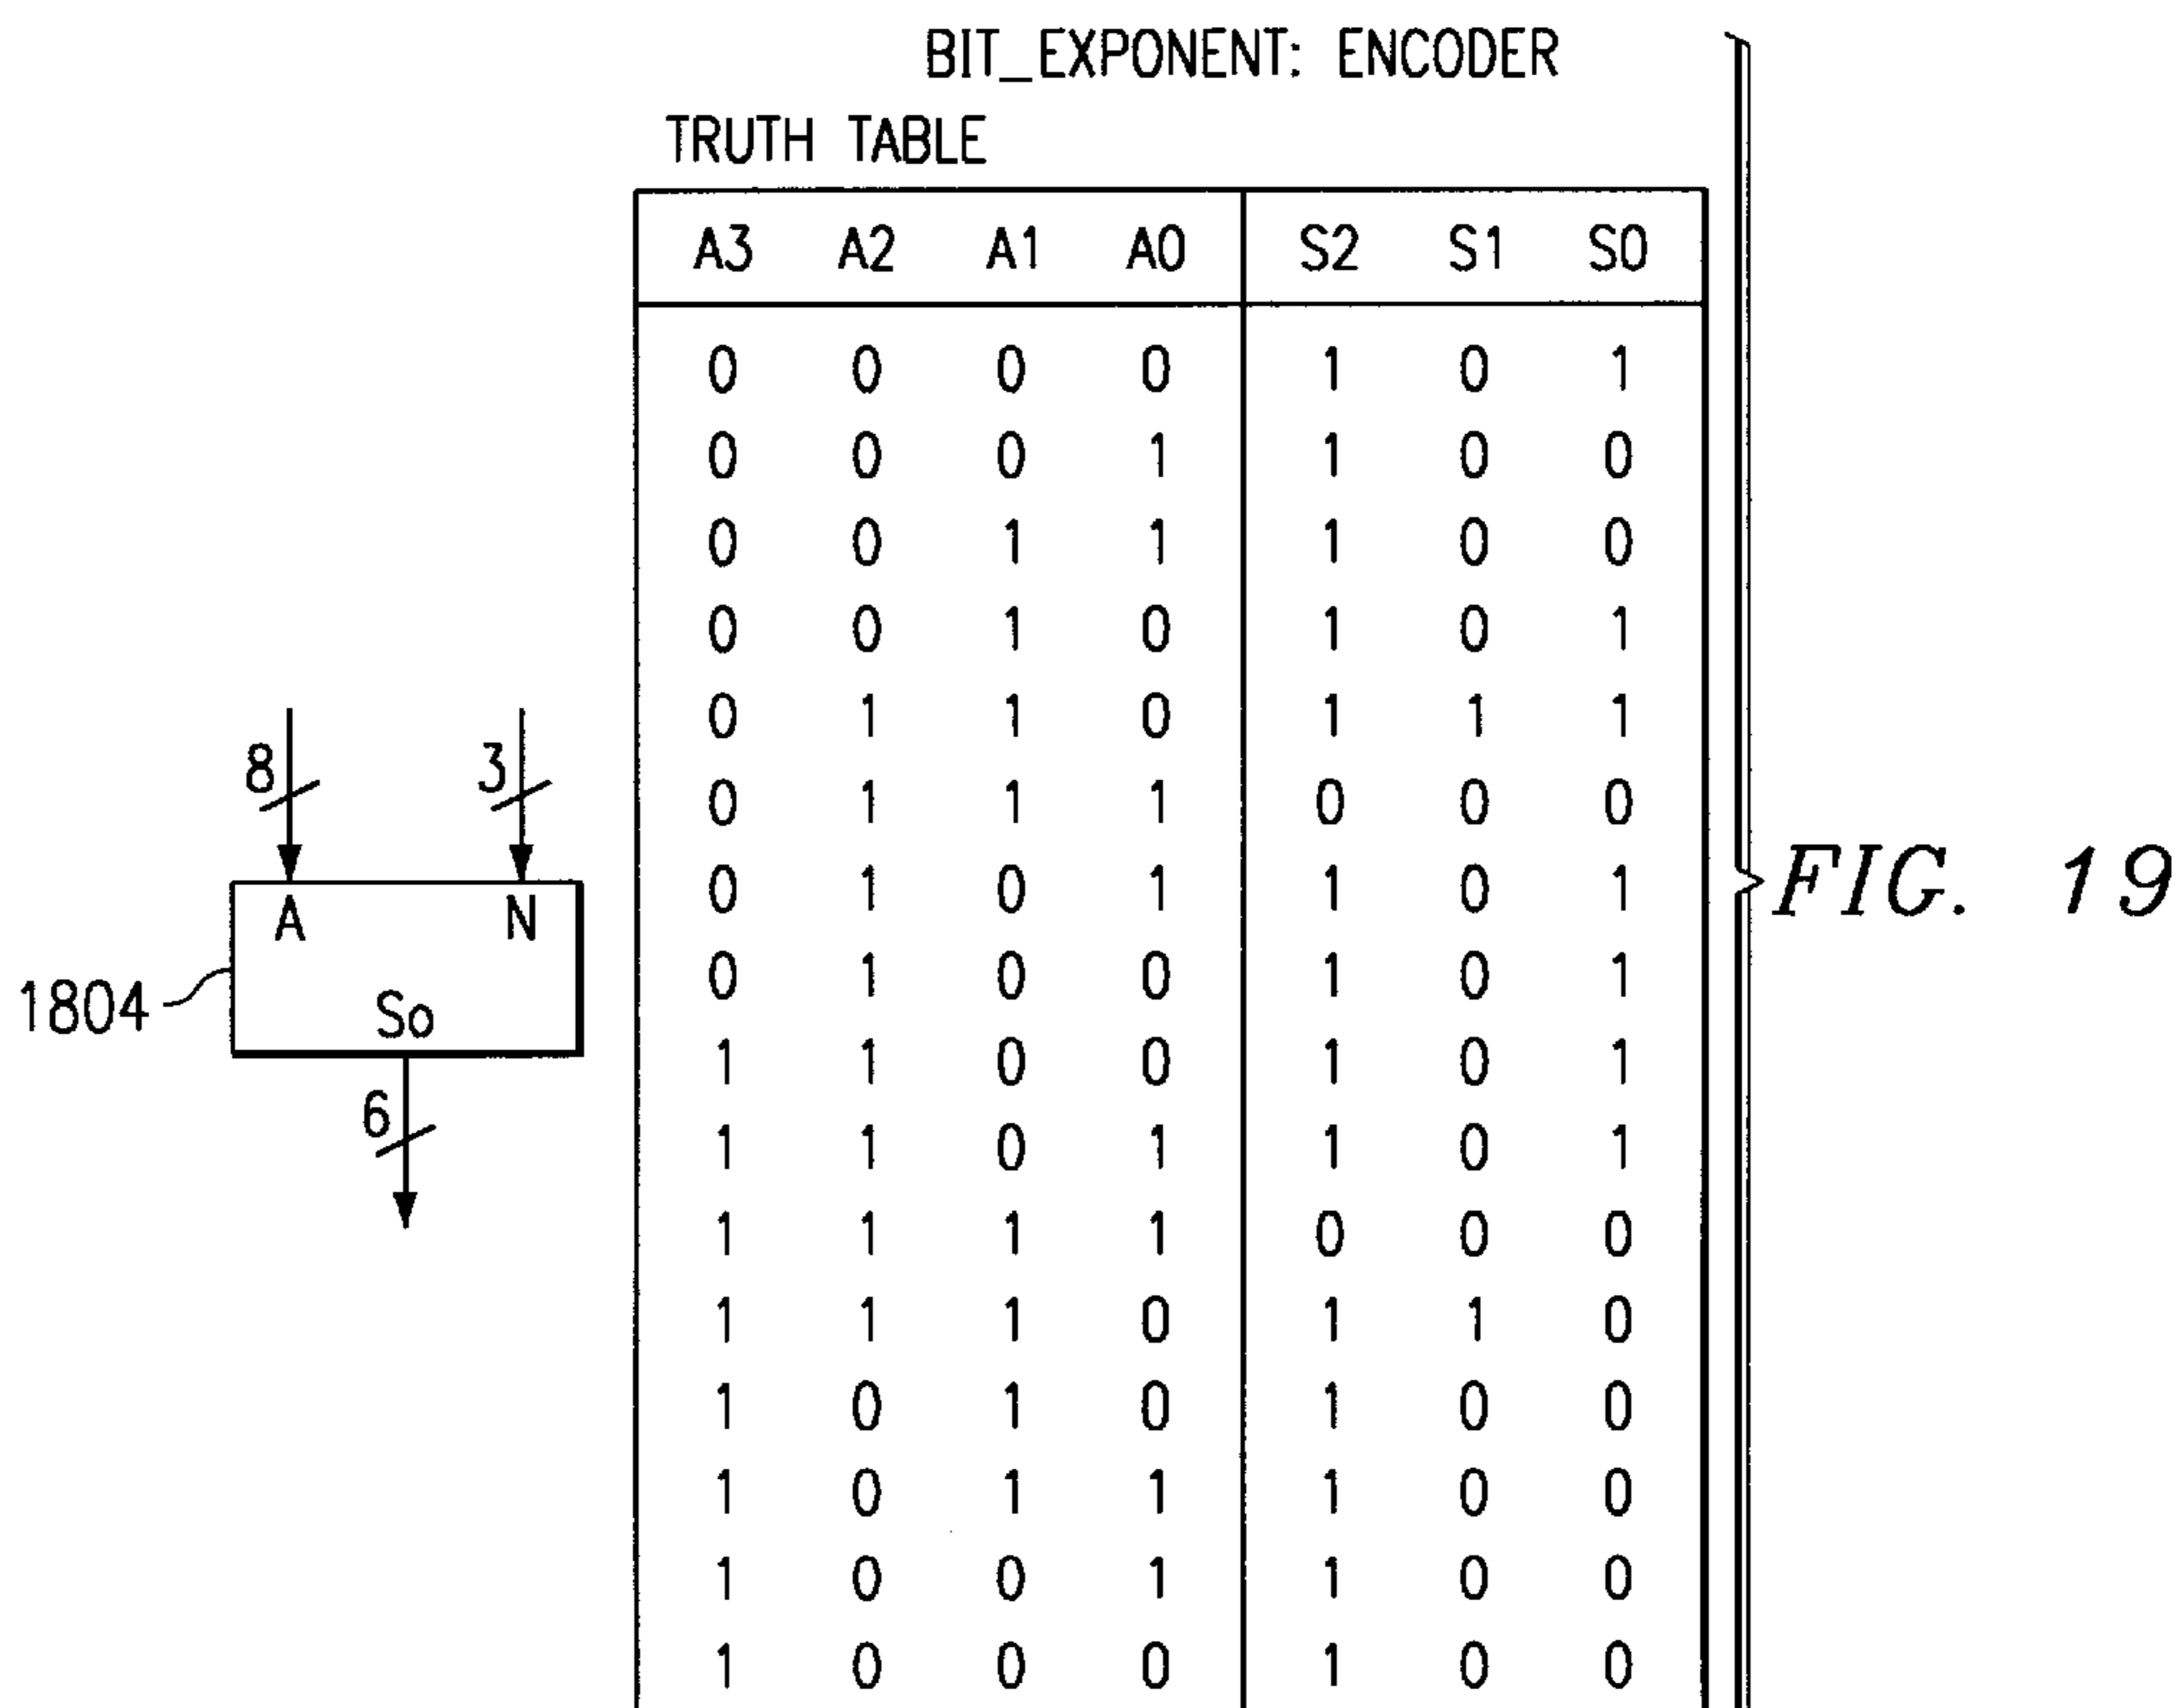 BIT_EXPONENT: ENCODER
TRUTH TABLE
A3 A2 A1 A0 S2 S1 S0
0 0 0 0 1 0 1
0 0 0 1 1 0 0
0 0 1 1 1 0 0
0 0 1 0 1 0 1
0 1 1 0 1 1 1
0 1 1 1 0 0 0
0 1 0 1 1 0 1
0 1 0 0 1 0 1
1 1 0 0 1 0 1
1 1 0 1 1 0 1
1 1 1 1 0 0 0
1 1 1 0 1 1 0
1 0 1 0 1 0 0
1 0 1 1 1 0 0
1 0 0 1 1 0 0
1 0 0 0 1 0 0
8 3
A N
1804
So
6
FIG. 19